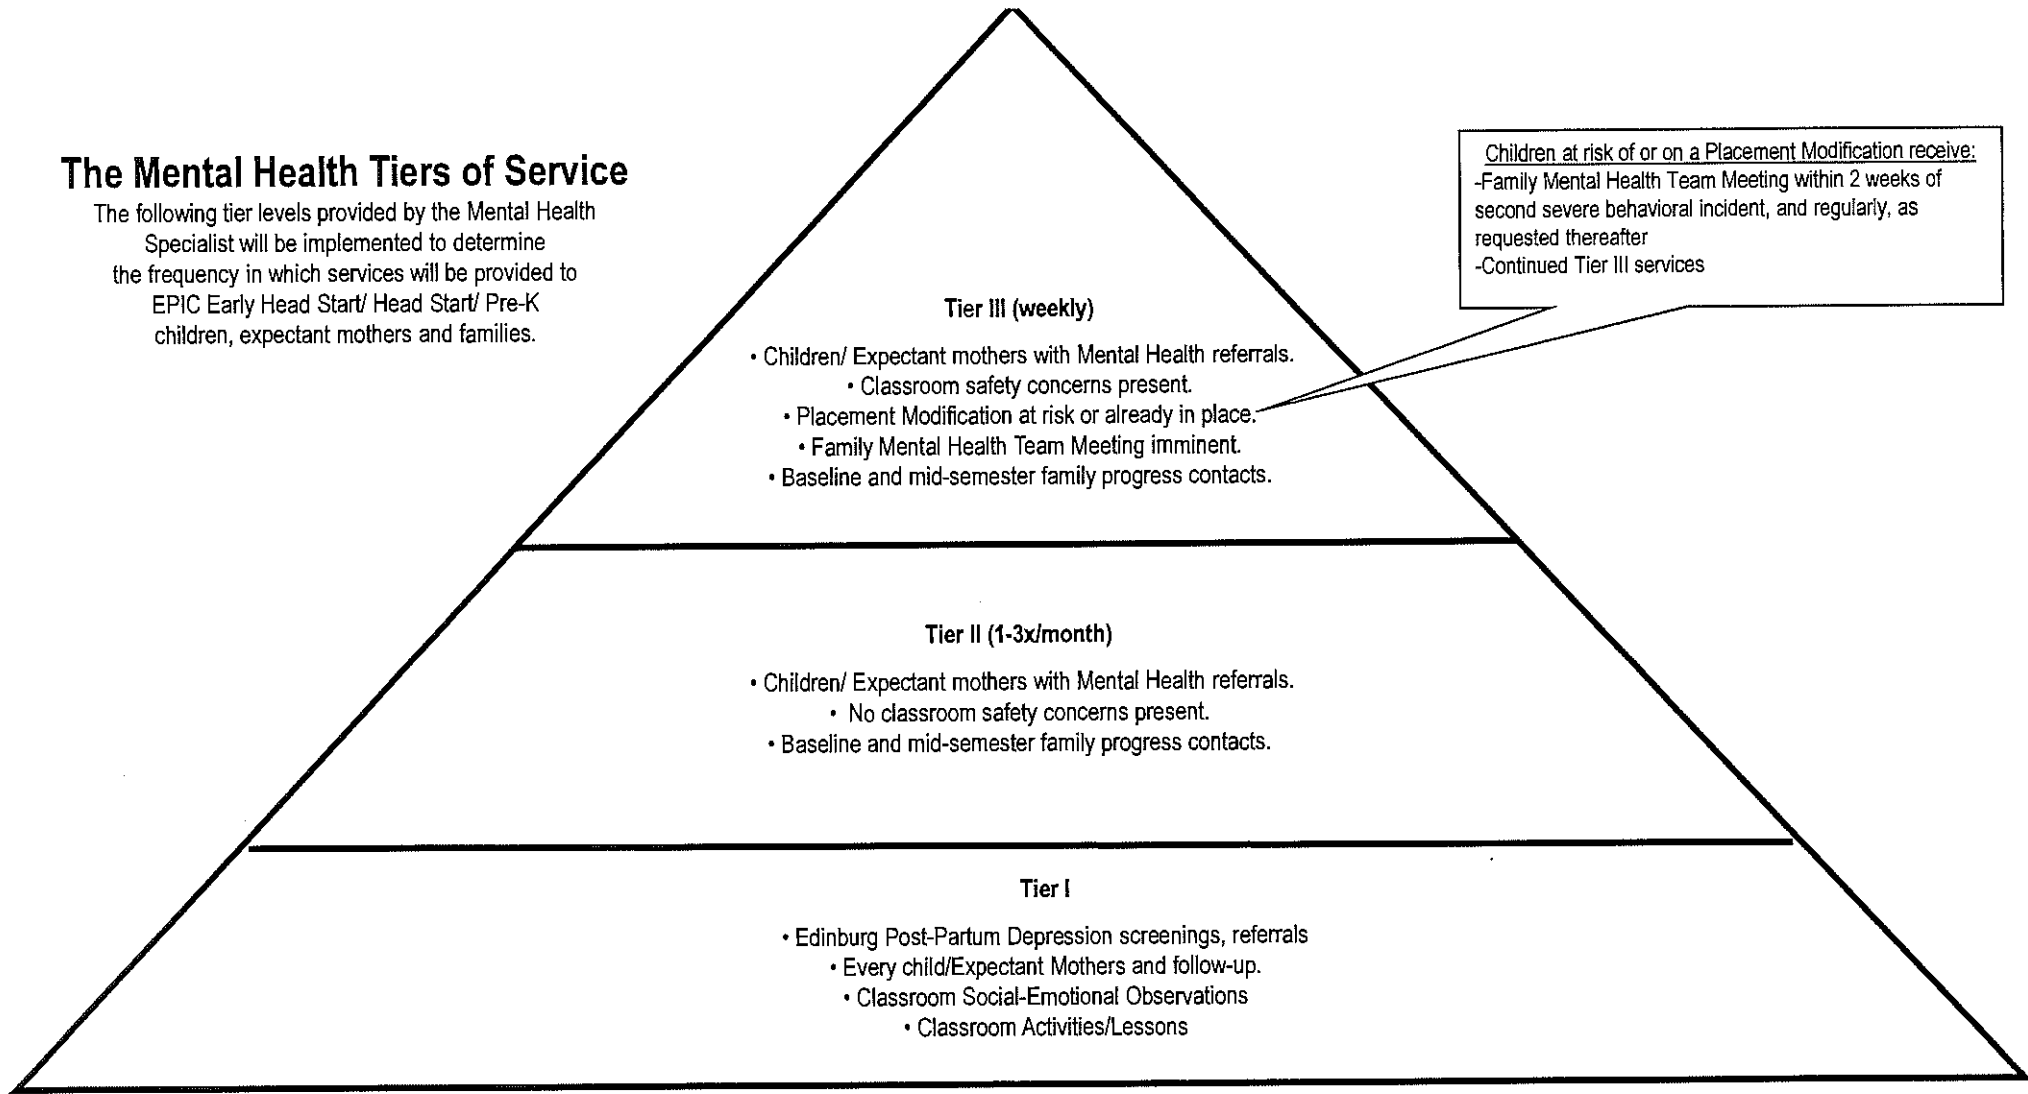 The Mental Health Tiers of Service
The following tier levels provided by the Mental Health
Specialist will be implemented to determine
the frequency in which services will be provided to
EPIC Early Head Start/ Head Start/ Pre-K
children, expectant mothers and families.
Children at risk of or on a Placement Modification receive:
-Family Mental Health Team Meeting within 2 weeks of
second severe behavioral incident, and regularly, as
requested thereafter
-Continued Tier III services
Tier III (weekly)
• Children/ Expectant mothers with Mental Health referrals.
• Classroom safety concerns present.
• Placement Modification at risk or already in place.
• Family Mental Health Team Meeting imminent.
• Baseline and mid-semester family progress contacts.
Tier II (1-3x/month)
• Children/ Expectant mothers with Mental Health referrals.
• No classroom safety concerns present.
• Baseline and mid-semester family progress contacts.
Tier I
• Edinburg Post-Partum Depression screenings, referrals
• Every child/Expectant Mothers and follow-up.
• Classroom Social-Emotional Observations
• Classroom Activities/Lessons